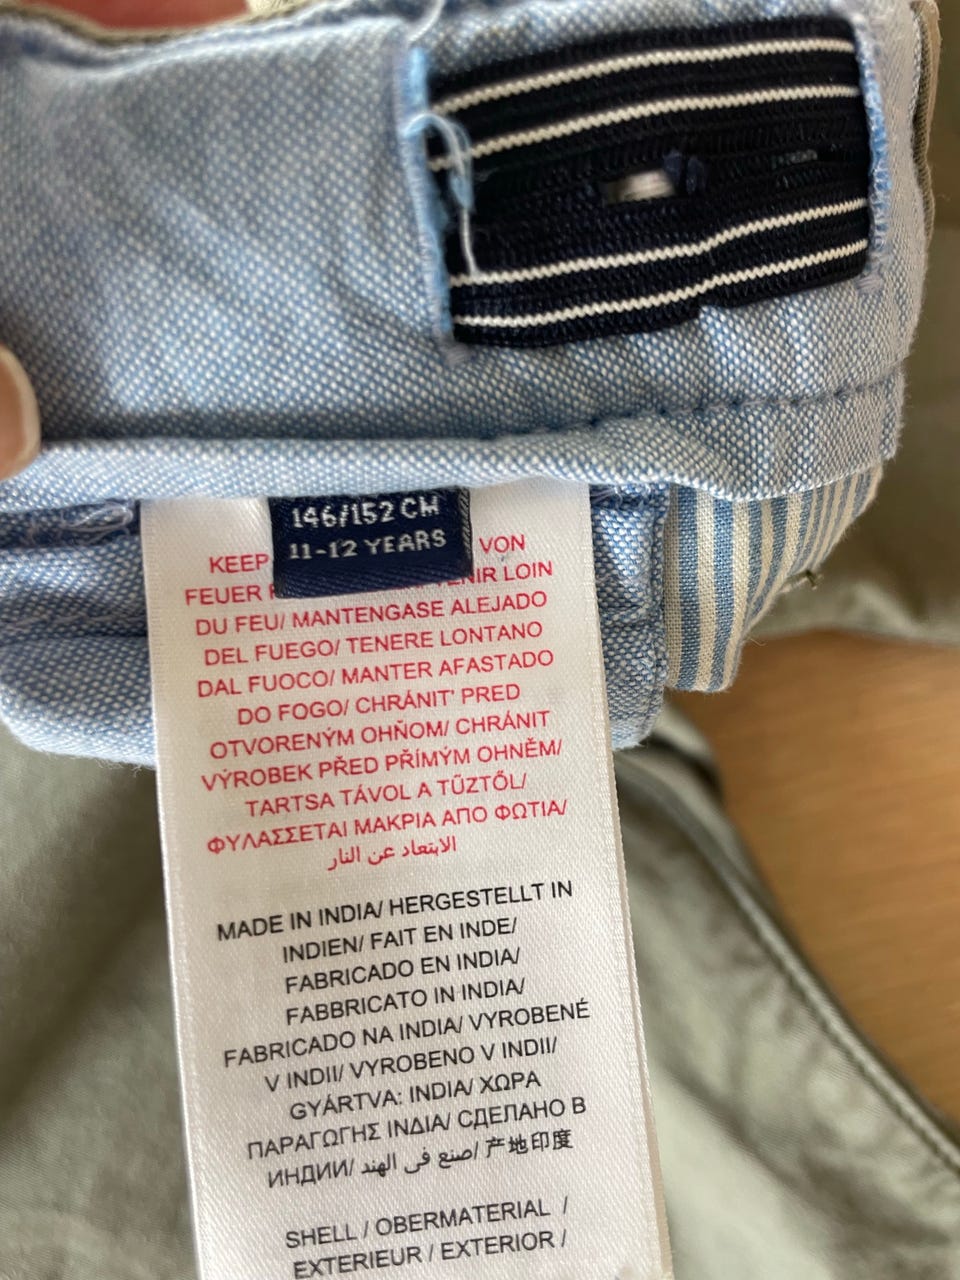 146/152 CM
11-12 YEARS
KEEP VON
FEUER LOIN
DU FEU/ MANTENGASE ALEJADO
DEL FUEGO/ TENERE LONTANO
DAL FUOCO/ MANTER AFASTADO
DO FOGO/ CHRÁNIT' PRED
OTVORENÝM OHŇOM/ CHRÁNIT
VÝROBEK PŘED PŘÍMÝM OHNĚM/
TARTSA TÁVOL A TŰZTŐL/
ΦΥΛΑΣΣΕΤΑΙ ΜΑΚΡΙΑ ΑΠΟ ΦΩΤΙΑ/
الابتعاد عن النار
MADE IN INDIA/ HERGESTELLT IN
INDIEN/ FAIT EN INDE/
FABRICADO EN INDIA/
FABBRICATO IN INDIA/
FABRICADO NA INDIA/ VYROBENÉ
V INDII/ VYROBENO V INDII/
GYÁRTVA: INDIA/ ΧΩΡΑ
ΠΑΡΑΓΩΓΗΣ ΙΝΔΙΑ/ СДЕЛАНО В
ИНДИИ/ صنع في الهند/ 产地印度
SHELL / OBERMATERIAL /
EXTERIEUR / EXTERIOR /